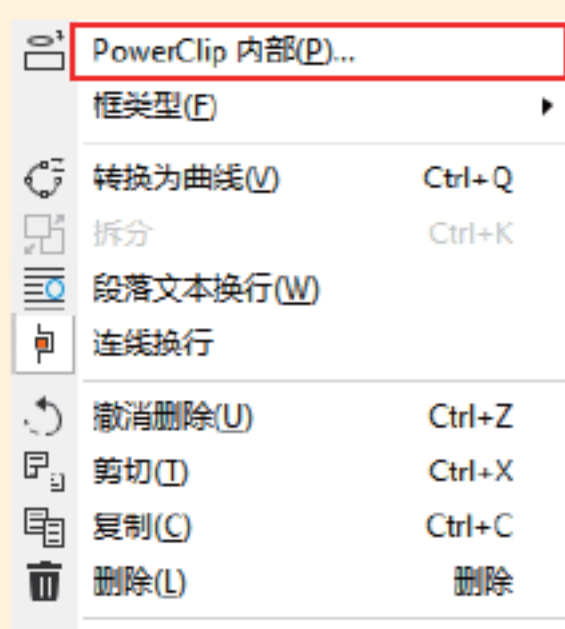 PowerClip 内部(P)...
框类型(F)
转换为曲线(V) Ctrl+Q
拆分 Ctrl+K
段落文本换行(W)
连线换行
撤消删除(U) Ctrl+Z
剪切(T) Ctrl+X
复制(C) Ctrl+C
删除(L) 删除